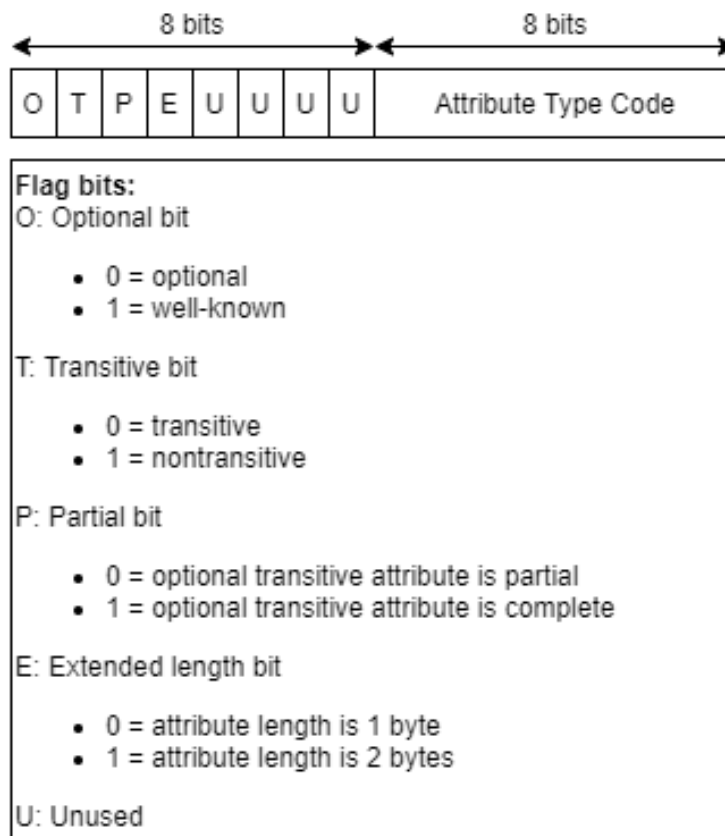 8 bits 8 bits
O T P E U U U U Attribute Type Code
Flag bits:
O: Optional bit
• 0 = optional
• 1 = well-known
T: Transitive bit
• 0 = transitive
• 1 = nontransitive
P: Partial bit
• 0 = optional transitive attribute is partial
• 1 = optional transitive attribute is complete
E: Extended length bit
• 0 = attribute length is 1 byte
• 1 = attribute length is 2 bytes
U: Unused